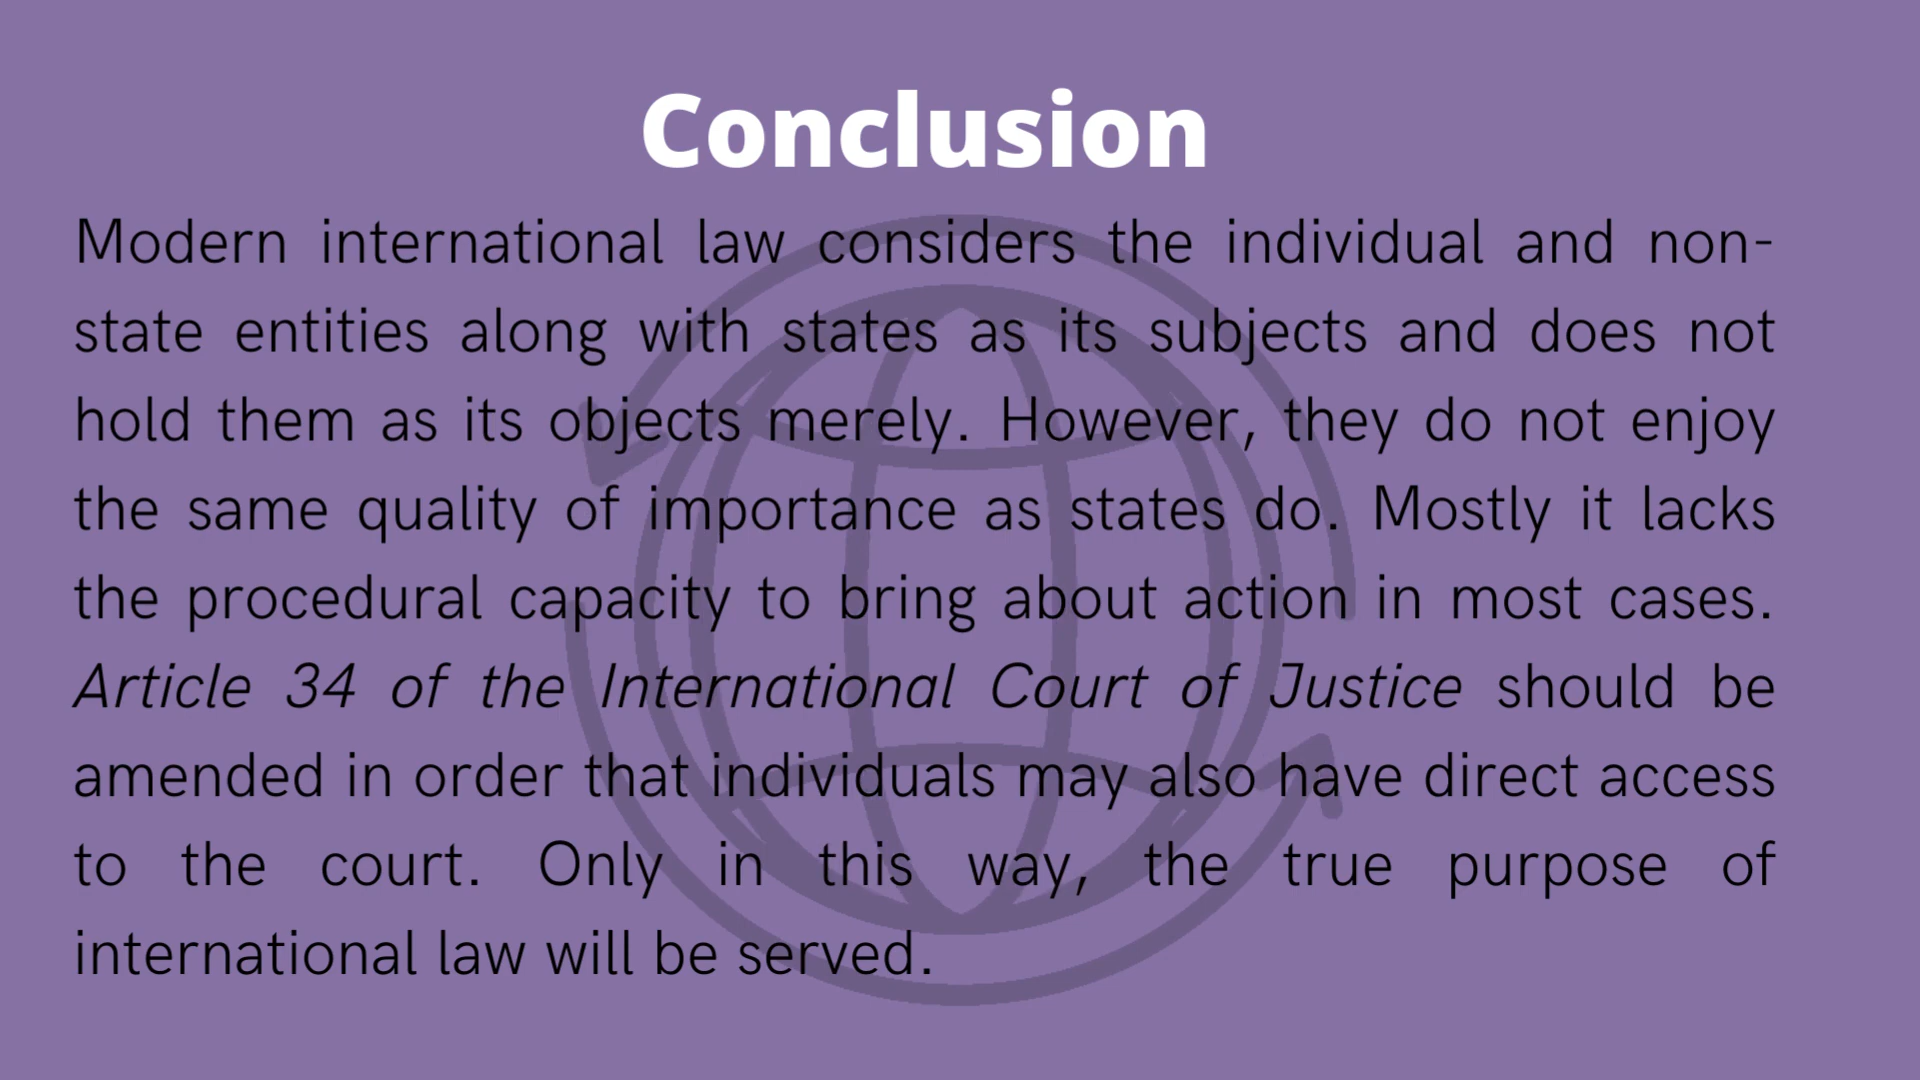 Conclusion
Modern international law considers the individual and non-
state entities along with states as its subjects and does not
hold them as its objects merely. However, they do not enjoy
the same quality of importance as states do. Mostly it lacks
the procedural capacity to bring about action in most cases.
Article 34 of the International Court of Justice should be
amended in order that individuals may also have direct access
to the court. Only in this way, the true purpose of
international law will be served.